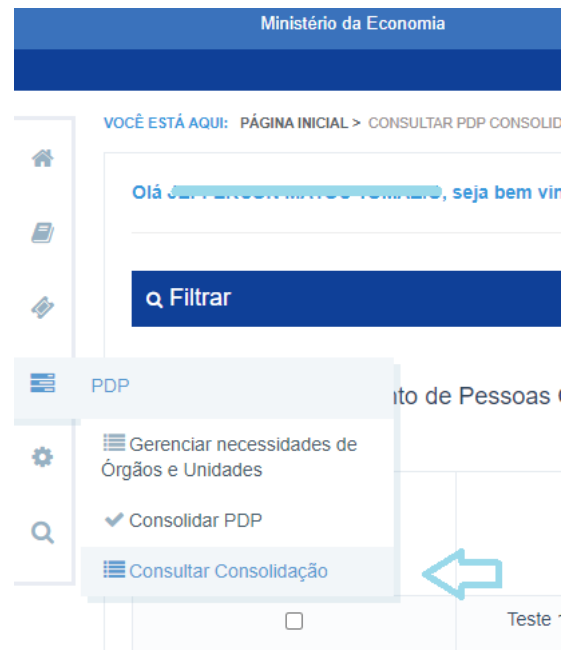 Ministério da Economia
VOCÊ ESTÁ AQUI: PÁGINA INICIAL > CONSULTAR PDP CONSOLID
Olá , seja bem vin
Filtrar
PDP
nto de Pessoas
Gerenciar necessidades de
Órgãos e Unidades
Consolidar PDP
Consultar Consolidação
Teste 1